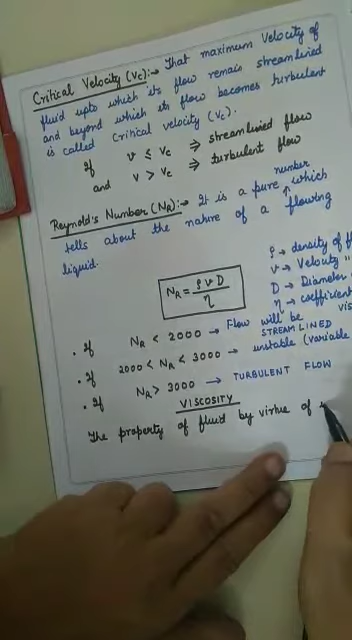 Critical Velocity (Vc):→ That maximum Velocity of
fluid upto which its flow remain streamlined
and beyond which its flow becomes turbulent
is called Critical velocity (Vc).
If v ≤ vc ⇒ streamlined flow
and v > vc ⇒ turbulent flow
Reynold's Number (NR):→ It is a pure number which
tells about the nature of a flowing
liquid.
NR = ρ v D / η
ρ → density of
v → Velocity "
D → Diameter "
η → coefficient
• If NR < 2000 → Flow will be STREAMLINED
• If 2000 < NR < 3000 → unstable (variable
• If NR > 3000 → TURBULENT FLOW
VISCOSITY
The property of fluid by virtue of